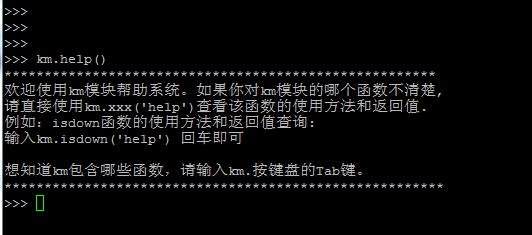 >>>
>>>
>>>
>>> km.help()
*******************************************************
欢迎使用km模块帮助系统。如果你对km模块的哪个函数不清楚,
请直接使用km.xxx('help')查看该函数的使用方法和返回值.
例如：isdown函数的使用方法和返回值查询:
输入km.isdown('help') 回车即可
想知道km包含哪些函数，请输入km.按键盘的Tab键。
********************************************************
>>>